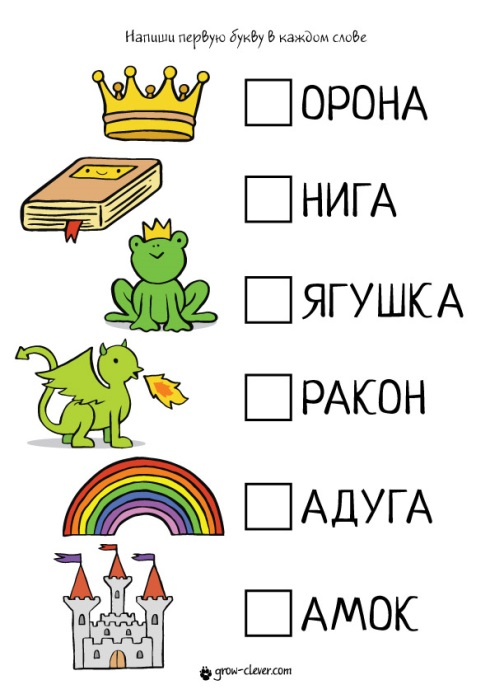 Напиши первую букву в каждом слове
ОРОНА
НИГА
ЯГУШКА
РАКОН
АДУГА
АМОК
grow-clever.com